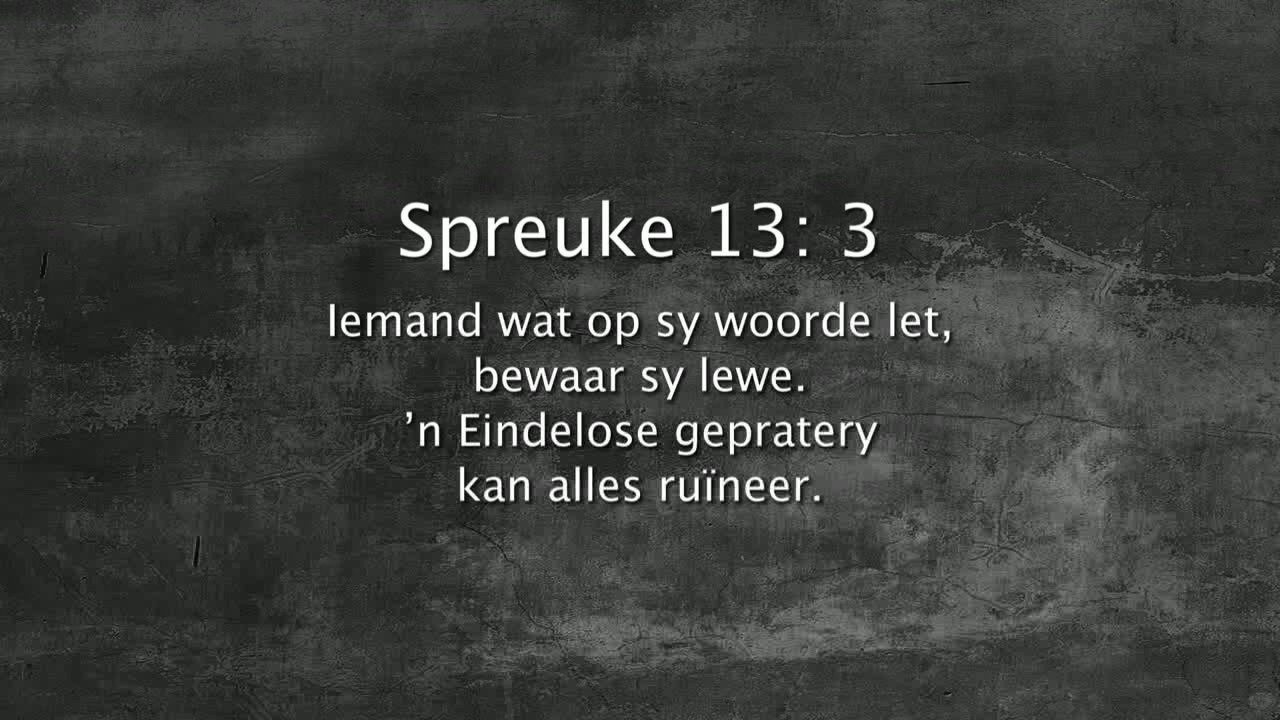 Spreuke 13: 3
Iemand wat op sy woorde let,
bewaar sy lewe.
’n Eindelose gepratery
kan alles ruïneer.